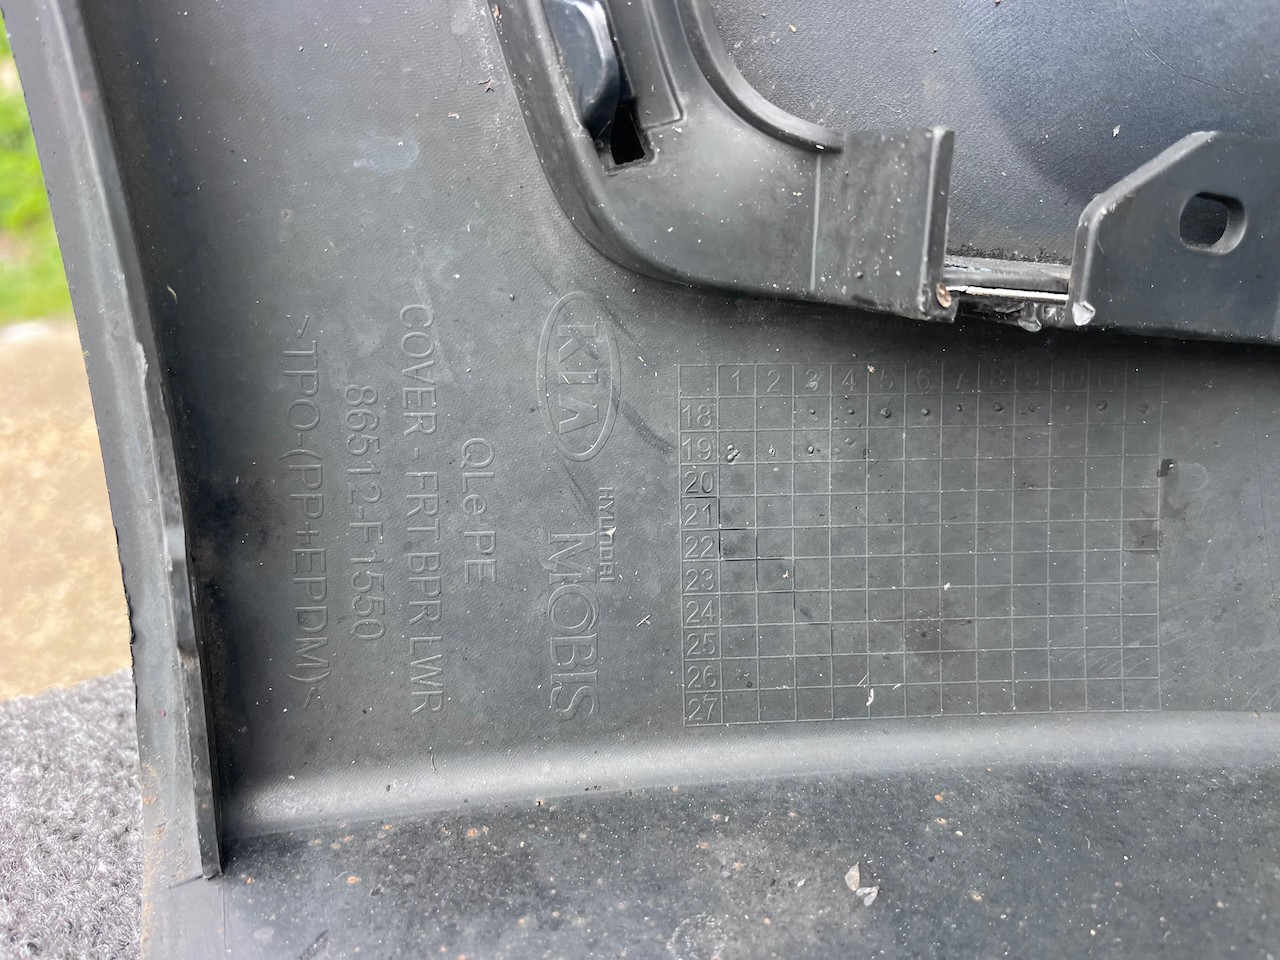 KIA
HYUNDAI
MOBIS
QLe PE
COVER - FRT BPR LWR
86512-F1550
>TPO-(PP+EPDM)<
1 2 3 4 5 6 7 8 9 10
18
19
20
21
22
23
24
25
26
27